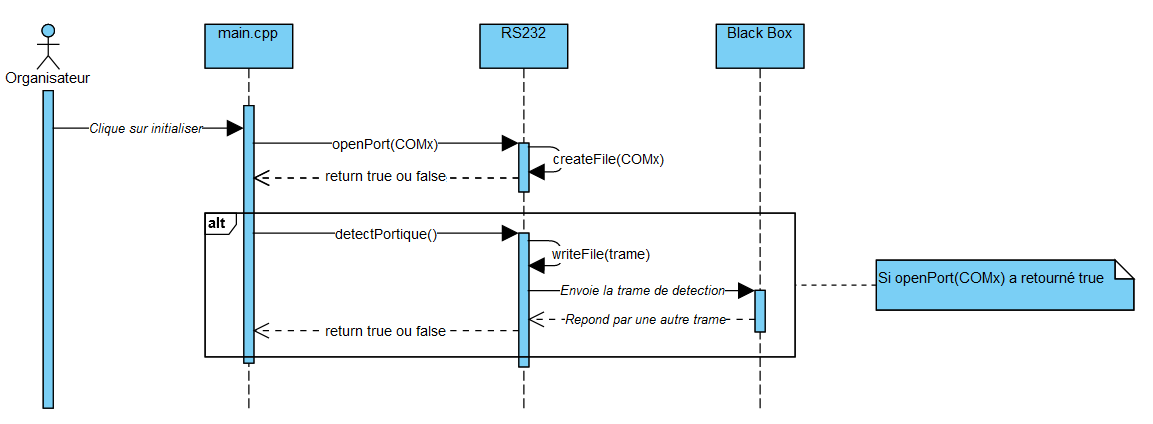 main.cpp
RS232
Black Box
Organisateur
Clique sur initialiser
openPort(COMx)
createFile(COMx)
return true ou false
alt
detectPortique()
writeFile(trame)
Si openPort(COMx) a retourné true
Envoie la trame de detection
Repond par une autre trame
return true ou false